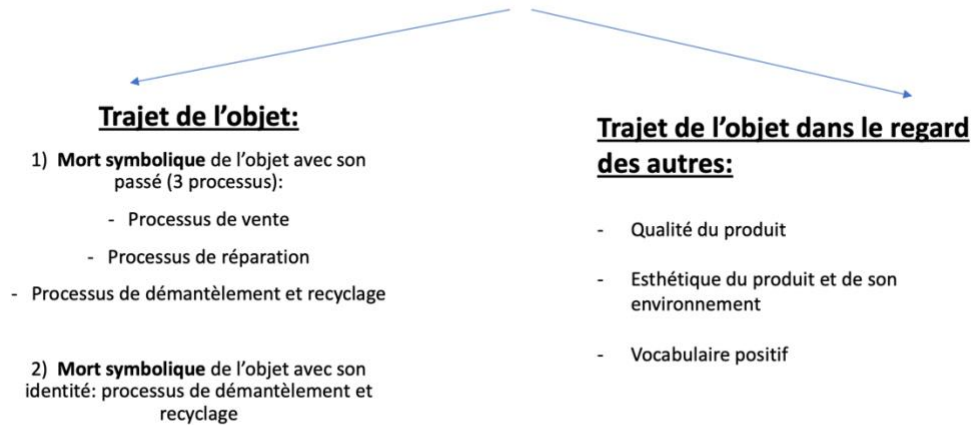 Trajet de l’objet:
1) Mort symbolique de l’objet avec son
passé (3 processus):
- Processus de vente
- Processus de réparation
- Processus de démantèlement et recyclage
2) Mort symbolique de l’objet avec son
identité: processus de démantèlement et
recyclage
Trajet de l’objet dans le regard
des autres:
- Qualité du produit
- Esthétique du produit et de son
environnement
- Vocabulaire positif